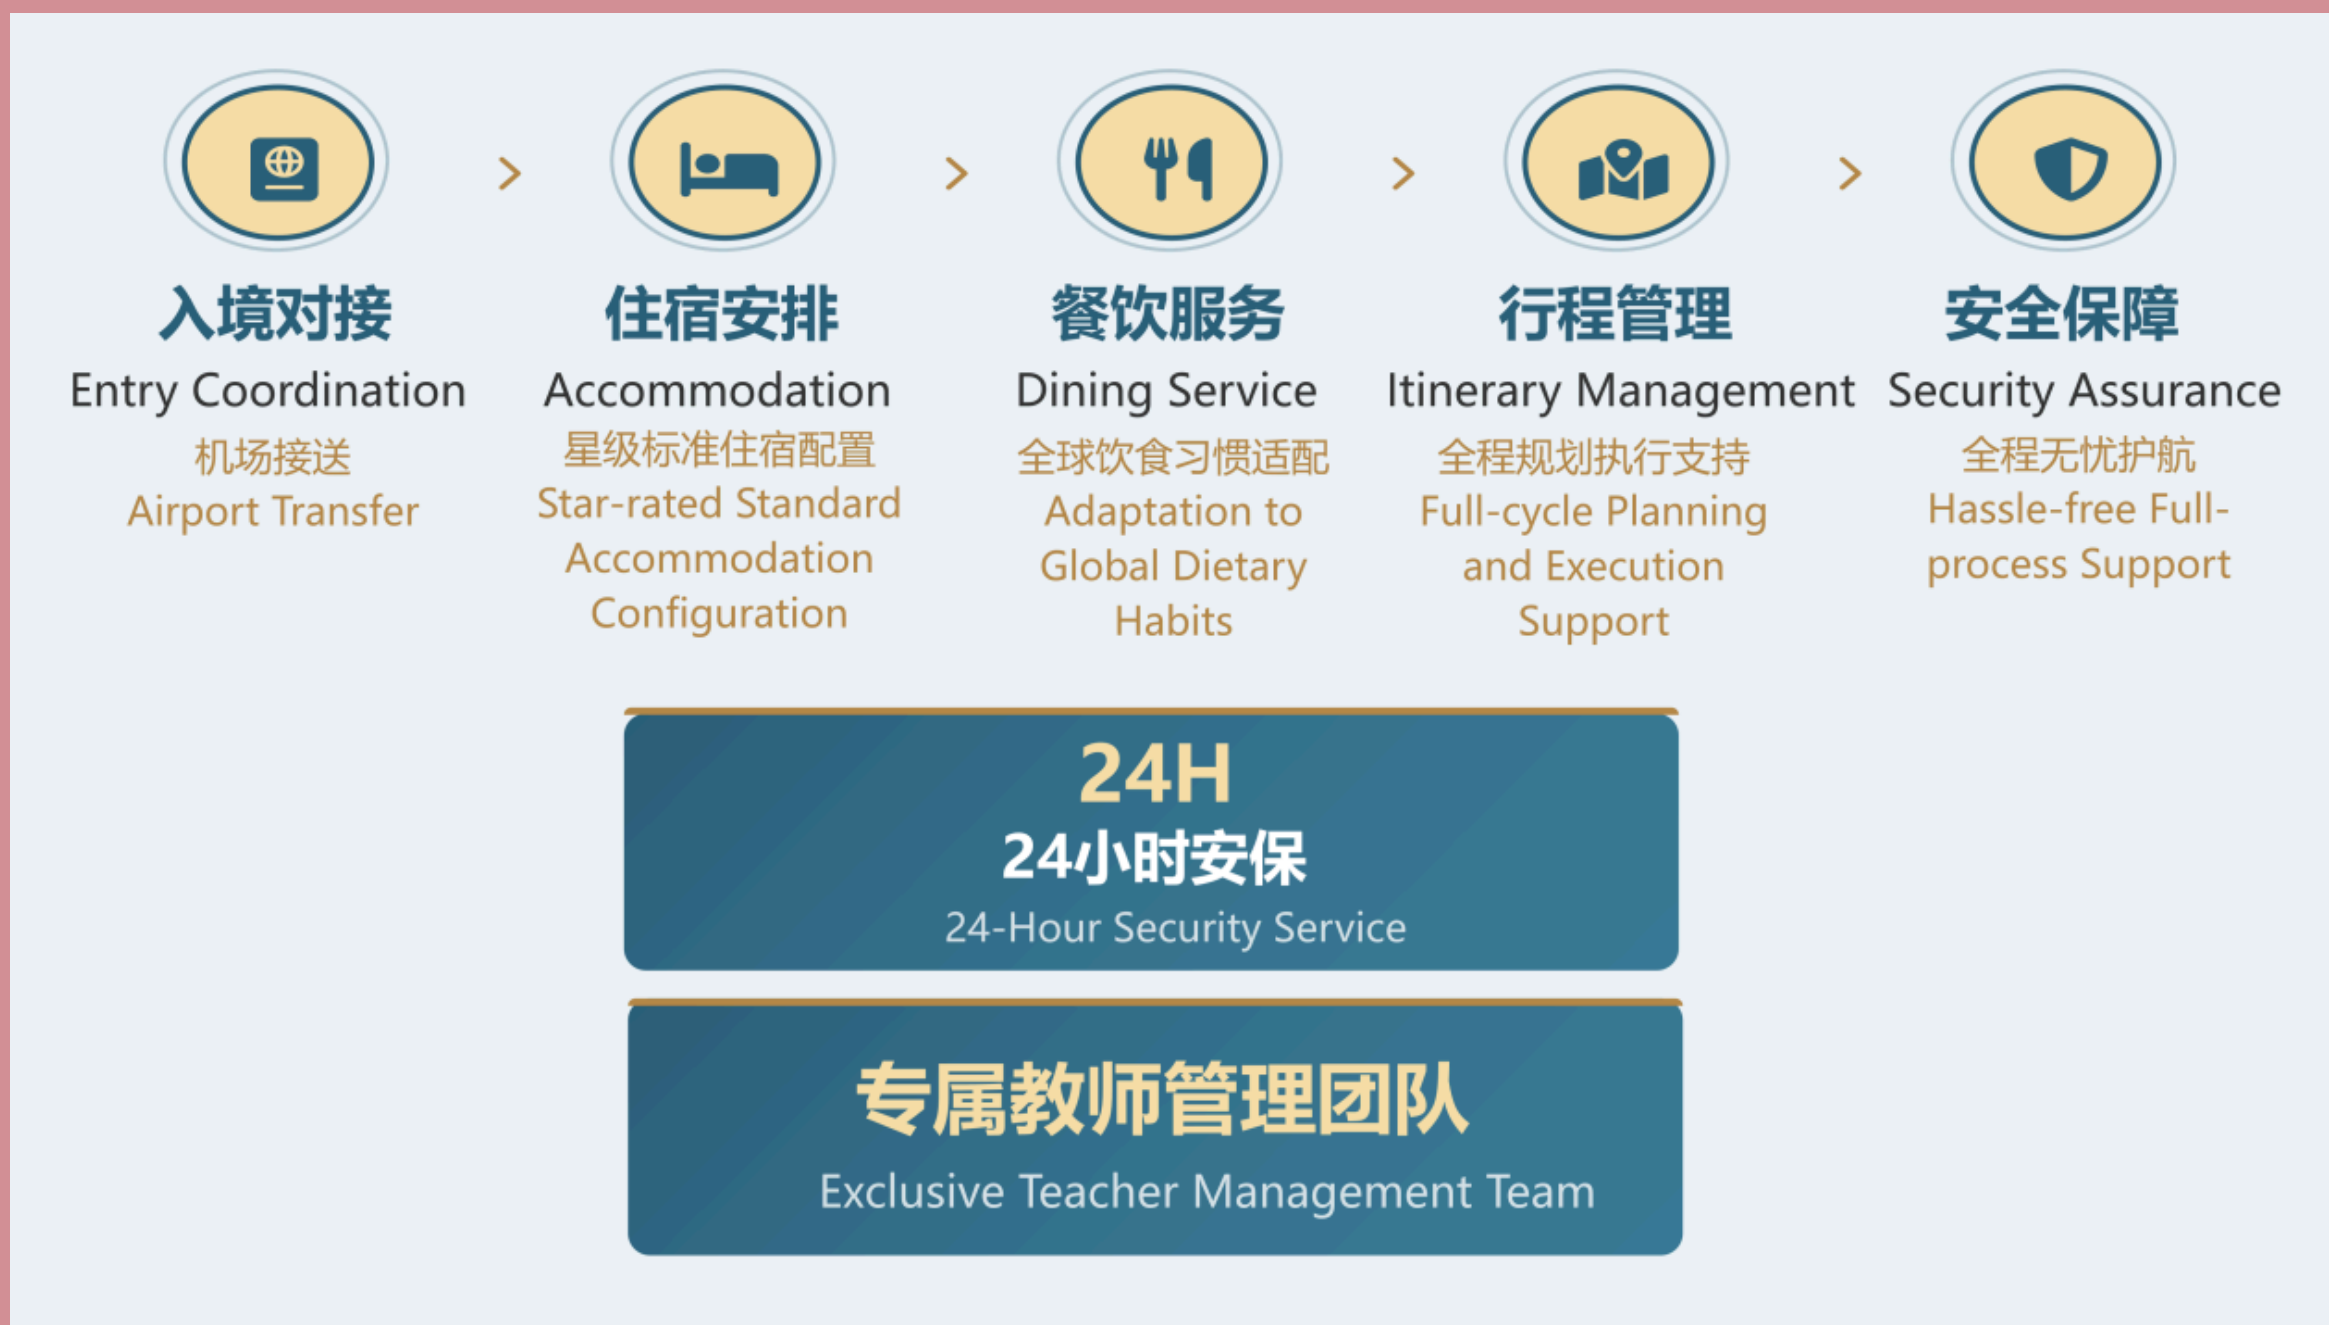 入境对接
Entry Coordination
机场接送
Airport Transfer
住宿安排
Accommodation
星级标准住宿配置
Star-rated Standard
Accommodation
Configuration
餐饮服务
Dining Service
全球饮食习惯适配
Adaptation to
Global Dietary
Habits
行程管理
Itinerary Management
全程规划执行支持
Full-cycle Planning
and Execution
Support
安全保障
Security Assurance
全程无忧护航
Hassle-free Full-
process Support
24H
24小时安保
24-Hour Security Service
专属教师管理团队
Exclusive Teacher Management Team